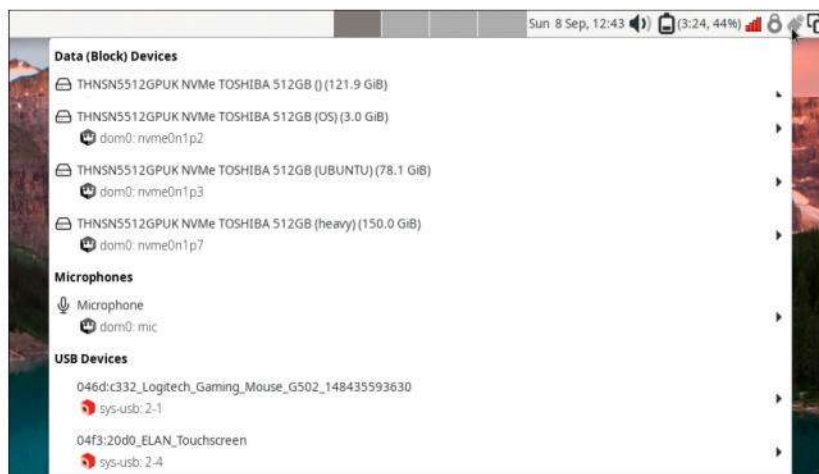 Sun 8 Sep, 12:43 (3:24, 44%)
Data (Block) Devices
THNSN5512GPUK NVMe TOSHIBA 512GB () (121.9 GiB)
THNSN5512GPUK NVMe TOSHIBA 512GB (OS) (3.0 GiB)
dom0: nvme0n1p2
THNSN5512GPUK NVMe TOSHIBA 512GB (UBUNTU) (78.1 GiB)
dom0: nvme0n1p3
THNSN5512GPUK NVMe TOSHIBA 512GB (heavy) (150.0 GiB)
dom0: nvme0n1p7
Microphones
Microphone
dom0: mic
USB Devices
046d:c332_Logitech_Gaming_Mouse_G502_148435593630
sys-usb: 2-1
04f3:20d0_ELAN_Touchscreen
sys-usb: 2-4